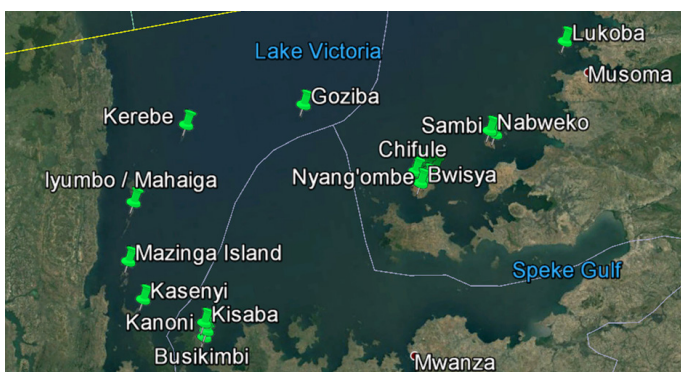 Lukoba
Lake Victoria
Musoma
Goziba
Kerebe
Sambi
Nabweko
Chifule
Iyumbo / Mahaiga
Nyang'ombe
Bwisya
Mazinga Island
Speke Gulf
Kasenyi
Kanoni
Kisaba
Busikimbi
Mwanza